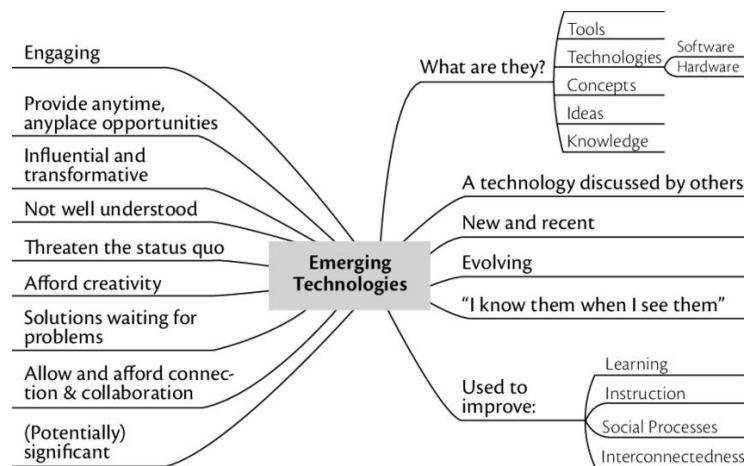 Engaging
Provide anytime,
anyplace opportunities
Influential and
transformative
Not well understood
Threaten the status quo
Afford creativity
Solutions waiting for
problems
Allow and afford connec-
tion & collaboration
(Potentially)
significant
Emerging
Technologies
What are they?
Tools
Technologies
Software
Hardware
Concepts
Ideas
Knowledge
A technology discussed by others
New and recent
Evolving
“I know them when I see them”
Used to
improve:
Learning
Instruction
Social Processes
Interconnectedness